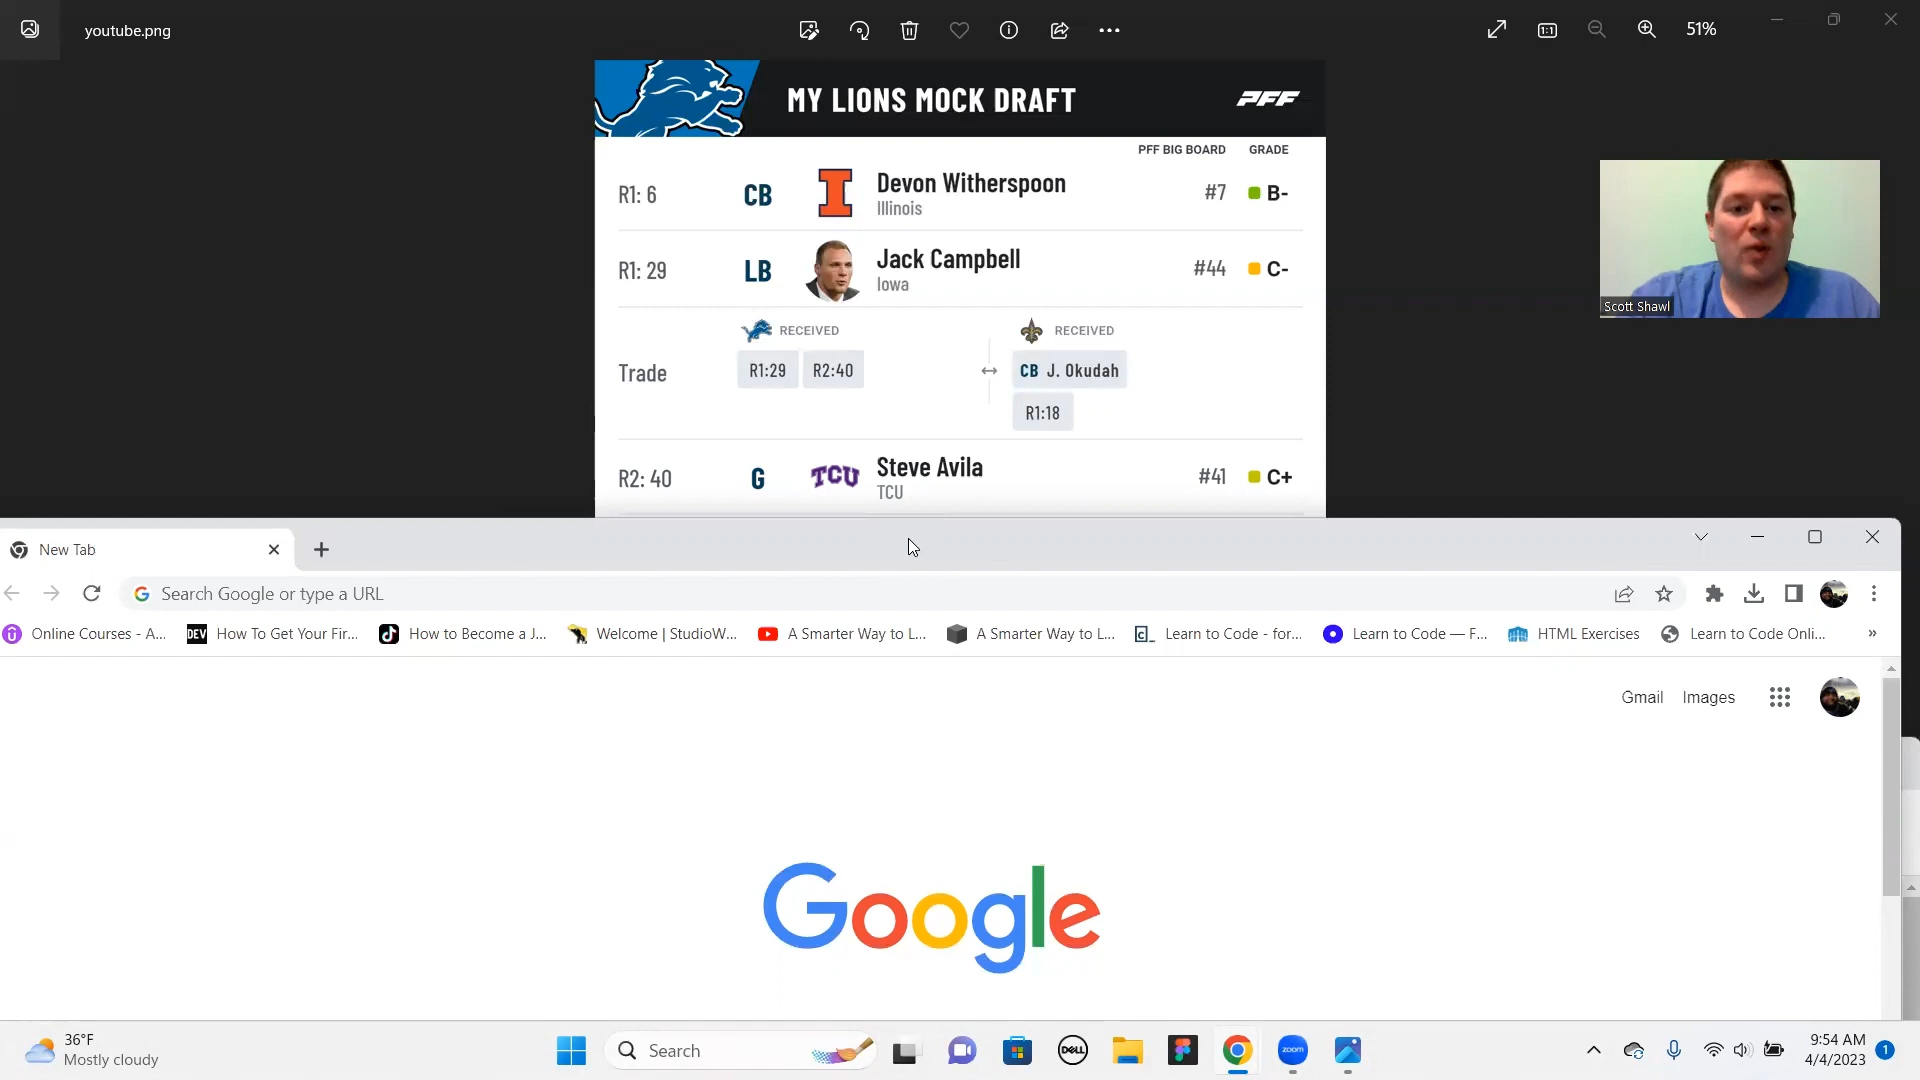 youtube.png
51%
MY LIONS MOCK DRAFT
PFF
PFF BIG BOARD GRADE
R1: 6 CB Devon Witherspoon #7 B-
Illinois
R1: 29 LB Jack Campbell #44 C-
Iowa
RECEIVED RECEIVED
Trade R1:29 R2:40 CB J. Okudah
R1:18
R2: 40 G TCU Steve Avila #41 C+
TCU
Scott Shawl
New Tab
Search Google or type a URL
Online Courses - A... DEV How To Get Your Fir... How to Become a J... Welcome | StudioW... A Smarter Way to L... A Smarter Way to L... Learn to Code - for... Learn to Code — F... HTML Exercises Learn to Code Onli... »
Gmail Images
Google
36°F
Mostly cloudy
Search
DELL
zoom
9:54 AM
4/4/2023
1